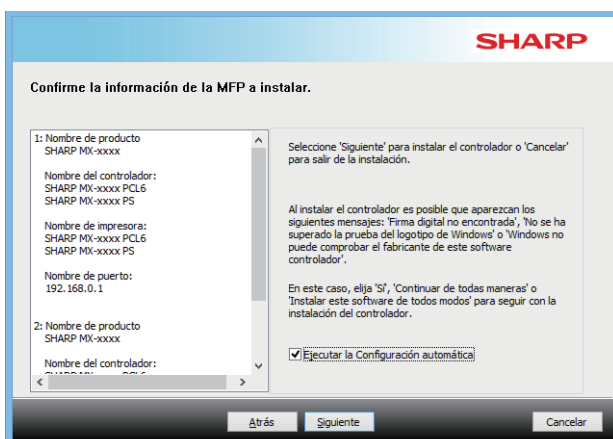 SHARP
Confirme la información de la MFP a instalar.
1: Nombre de producto
SHARP MX-xxxx
Nombre del controlador:
SHARP MX-xxxx PCL6
SHARP MX-xxxx PS
Nombre de impresora:
SHARP MX-xxxx PCL6
SHARP MX-xxxx PS
Nombre de puerto:
192.168.0.1
2: Nombre de producto
SHARP MX-xxxx
Nombre del controlador:
Seleccione 'Siguiente' para instalar el controlador o 'Cancelar'
para salir de la instalación.
Al instalar el controlador es posible que aparezcan los
siguientes mensajes: 'Firma digital no encontrada', 'No se ha
superado la prueba del logotipo de Windows' o 'Windows no
puede comprobar el fabricante de este software
controlador'.
En este caso, elija 'Sí', 'Continuar de todas maneras' o
'Instalar este software de todos modos' para seguir con la
instalación del controlador.
Ejecutar la Configuración automática
Atrás
Siguiente
Cancelar